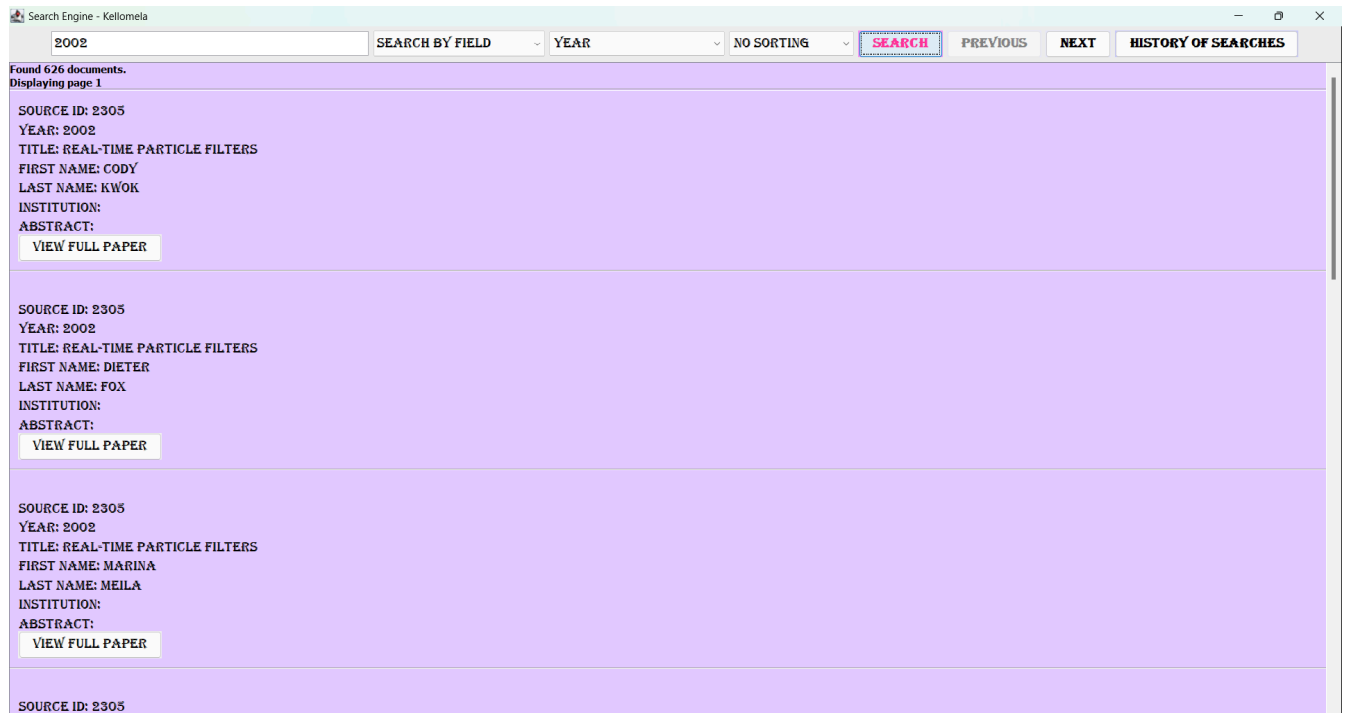 Search Engine - Kellomela
2002 SEARCH BY FIELD YEAR NO SORTING SEARCH PREVIOUS NEXT HISTORY OF SEARCHES
Found 626 documents.
Displaying page 1
SOURCE ID: 2305
YEAR: 2002
TITLE: REAL-TIME PARTICLE FILTERS
FIRST NAME: CODY
LAST NAME: KWOK
INSTITUTION:
ABSTRACT:
VIEW FULL PAPER
SOURCE ID: 2305
YEAR: 2002
TITLE: REAL-TIME PARTICLE FILTERS
FIRST NAME: DIETER
LAST NAME: FOX
INSTITUTION:
ABSTRACT:
VIEW FULL PAPER
SOURCE ID: 2305
YEAR: 2002
TITLE: REAL-TIME PARTICLE FILTERS
FIRST NAME: MARINA
LAST NAME: MEILA
INSTITUTION:
ABSTRACT:
VIEW FULL PAPER
SOURCE ID: 2305